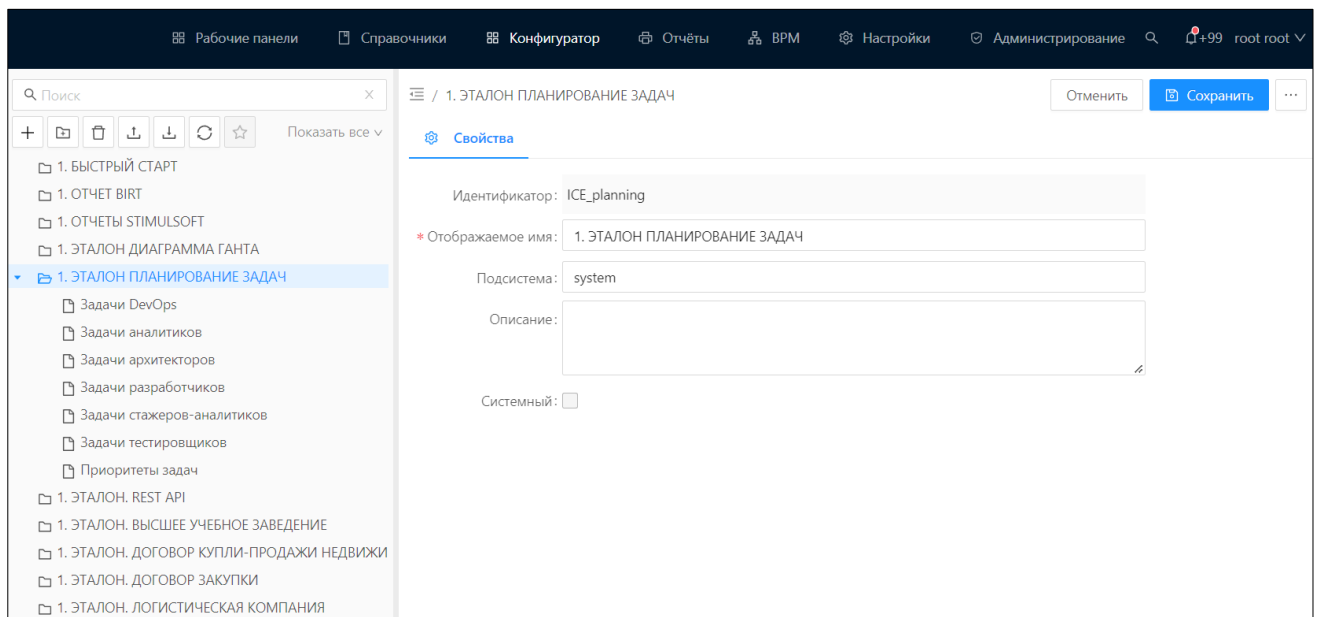 Рабочие панели Справочники Конфигуратор Отчёты BPM Настройки Администрирование +99 root root
Поиск
Показать все
1. БЫСТРЫЙ СТАРТ
1. ОТЧЕТ BIRT
1. ОТЧЕТЫ STIMULSOFT
1. ЭТАЛОН ДИАГРАММА ГАНТА
1. ЭТАЛОН ПЛАНИРОВАНИЕ ЗАДАЧ
Задачи DevOps
Задачи аналитиков
Задачи архитекторов
Задачи разработчиков
Задачи стажеров-аналитиков
Задачи тестировщиков
Приоритеты задач
1. ЭТАЛОН. REST API
1. ЭТАЛОН. ВЫСШЕЕ УЧЕБНОЕ ЗАВЕДЕНИЕ
1. ЭТАЛОН. ДОГОВОР КУПЛИ-ПРОДАЖИ НЕДВИЖИ
1. ЭТАЛОН. ДОГОВОР ЗАКУПКИ
1. ЭТАЛОН. ЛОГИСТИЧЕСКАЯ КОМПАНИЯ
/ 1. ЭТАЛОН ПЛАНИРОВАНИЕ ЗАДАЧ
Отменить Сохранить ...
Свойства
Идентификатор: ICE_planning
* Отображаемое имя: 1. ЭТАЛОН ПЛАНИРОВАНИЕ ЗАДАЧ
Подсистема: system
Описание:
Системный: